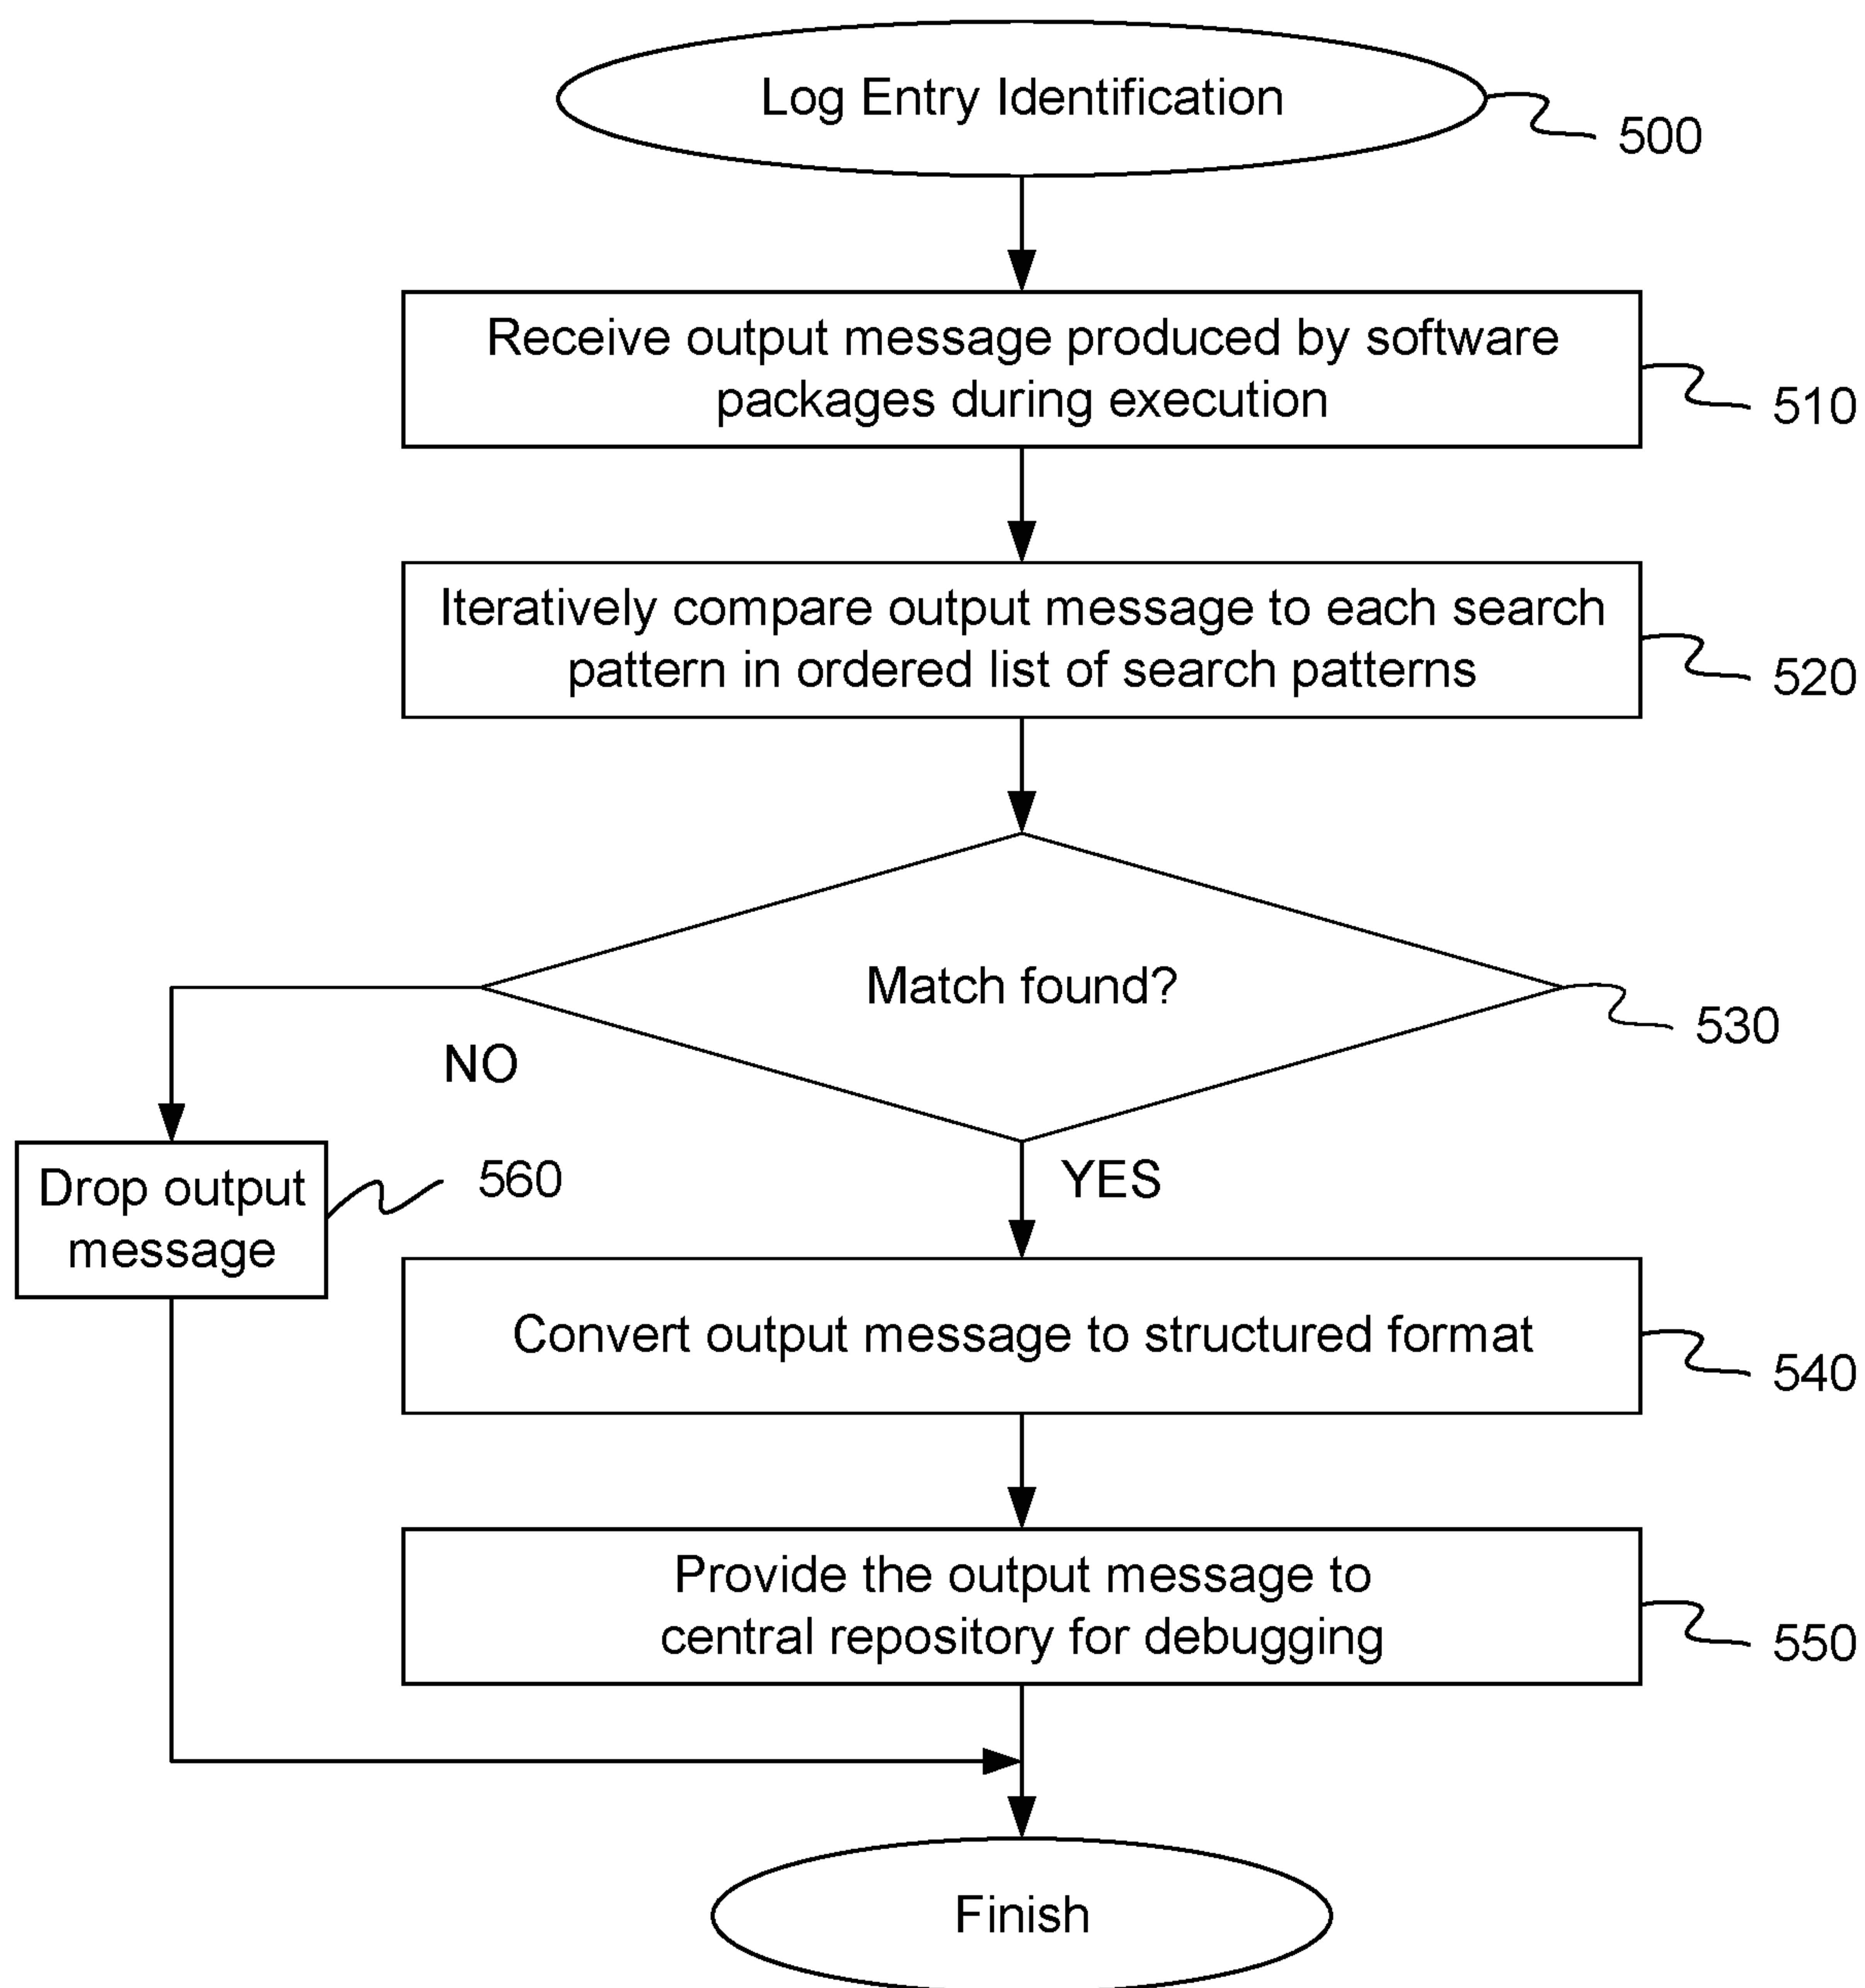 Log Entry Identification
500
Receive output message produced by software
packages during execution
510
Iteratively compare output message to each search
pattern in ordered list of search patterns
520
Match found?
530
NO
YES
Drop output
message
560
Convert output message to structured format
540
Provide the output message to
central repository for debugging
550
Finish